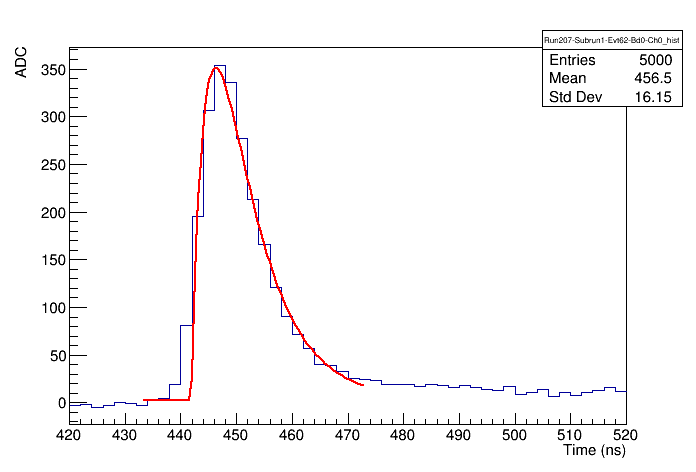 Run207-Subrun1-Evt62-Bd0-Ch0_hist
Entries 5000
Mean 456.5
Std Dev 16.15
ADC
350
300
250
200
150
100
50
0
420 430 440 450 460 470 480 490 500 510 520
Time (ns)